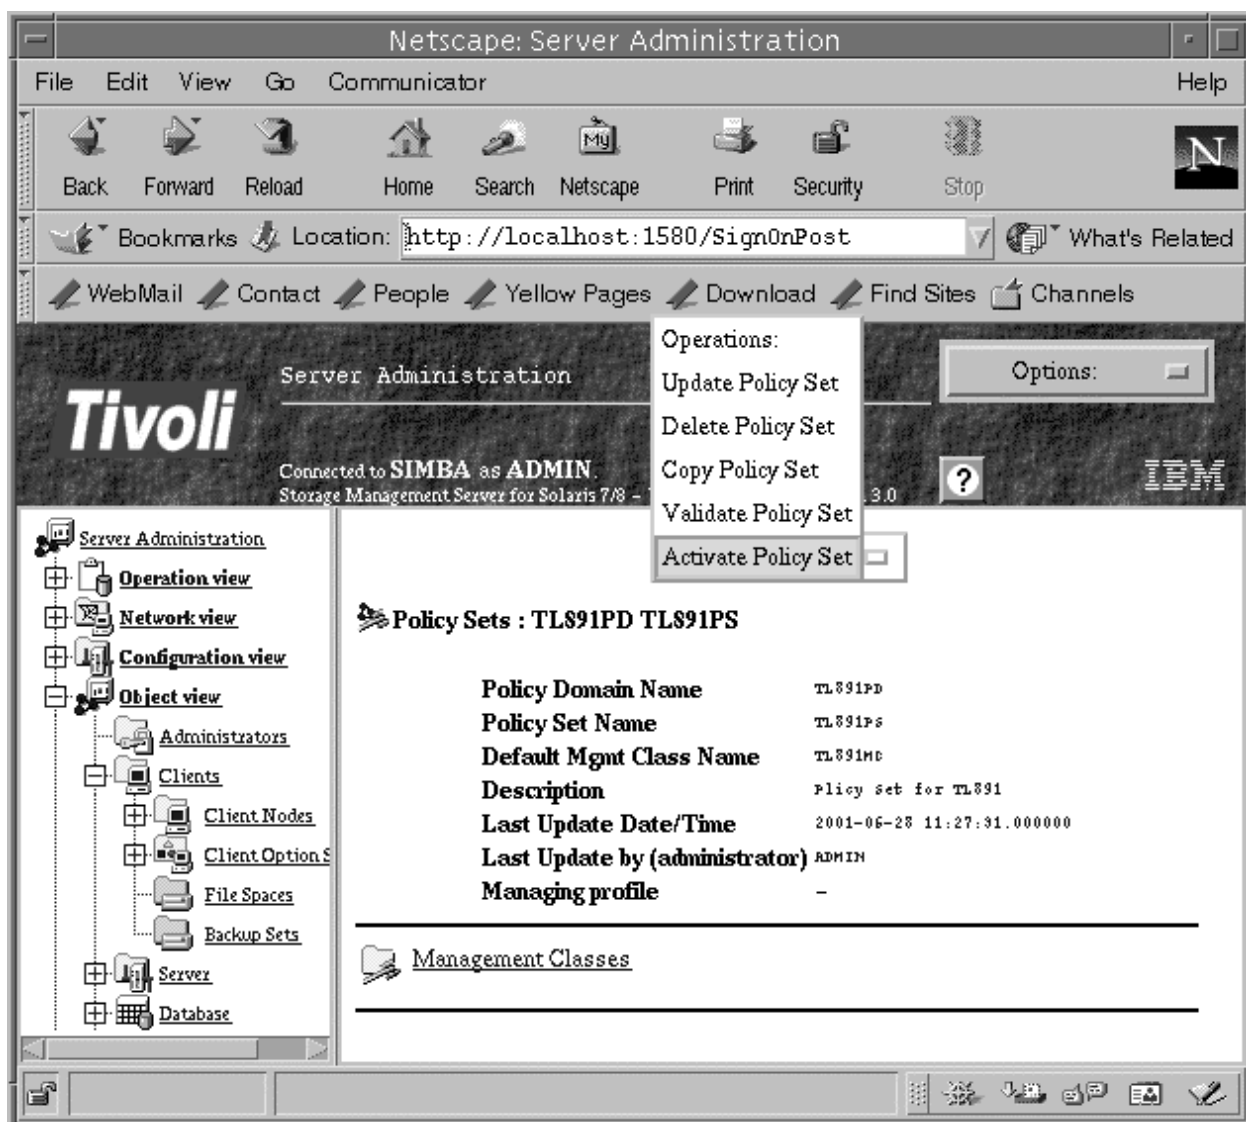 Netscape: Server Administration
File Edit View Go Communicator Help
Back Forward Reload Home Search Netscape Print Security Stop
My
N
Bookmarks Location: http://localhost:1580/SignOnPost What's Related
WebMail Contact People Yellow Pages Download Find Sites Channels
Tivoli
Server Administration
Options:
Connected to SIMBA as ADMIN.
Storage Management Server for Solaris 7/8 - 3.0
?
IBM
Operations:
Update Policy Set
Delete Policy Set
Copy Policy Set
Validate Policy Set
Activate Policy Set
Server Administration
Operation view
Network view
Configuration view
Object view
Administrators
Clients
Client Nodes
Client Option S
File Spaces
Backup Sets
Server
Database
Policy Sets : TL891PD TL891PS
Policy Domain Name TL891PD
Policy Set Name TL891PS
Default Mgmt Class Name TL891MC
Description Plicy set for TL891
Last Update Date/Time 2001-06-28 11:27:31.000000
Last Update by (administrator) ADMIN
Managing profile –
Management Classes